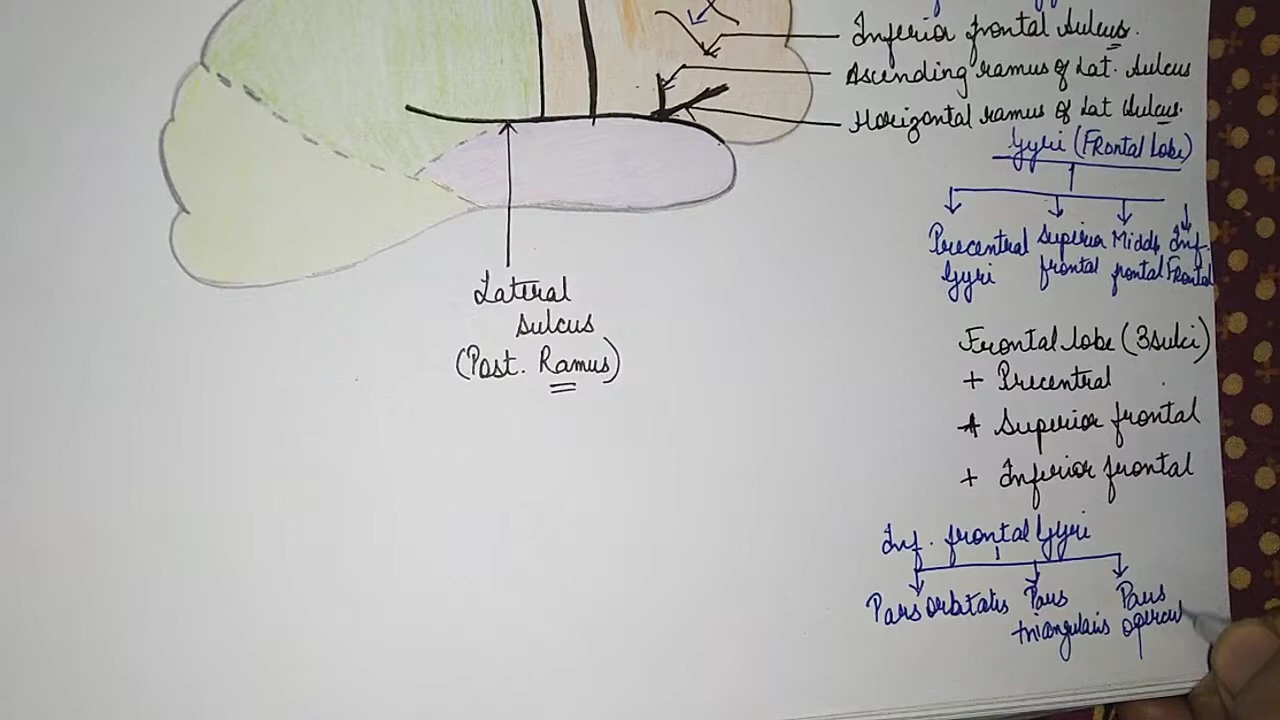 Inferior frontal sulcus.
Ascending ramus of Lat. sulcus
Horizontal ramus of Lat sulcus.
Gyri (Frontal Lobe)
Precentral Gyri
Superior frontal
Middle frontal
Inf. Frontal
Lateral
sulcus
(Post. Ramus)
Frontal lobe (3 sulci)
+ Precentral
+ Superior frontal
+ Inferior frontal
Inf. frontal Gyri
Pars orbitalis
Pars triangularis
Pars opercul